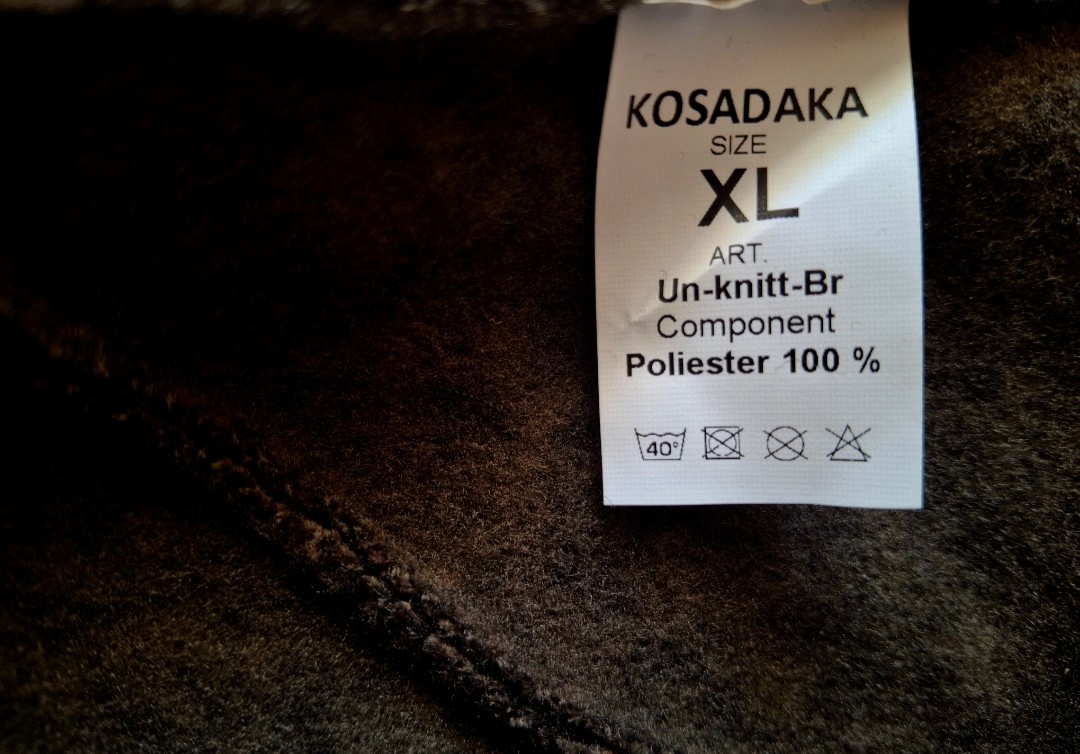 KOSADAKA
SIZE
XL
ART.
Un-knitt-Br
Component
Poliester 100 %
40°